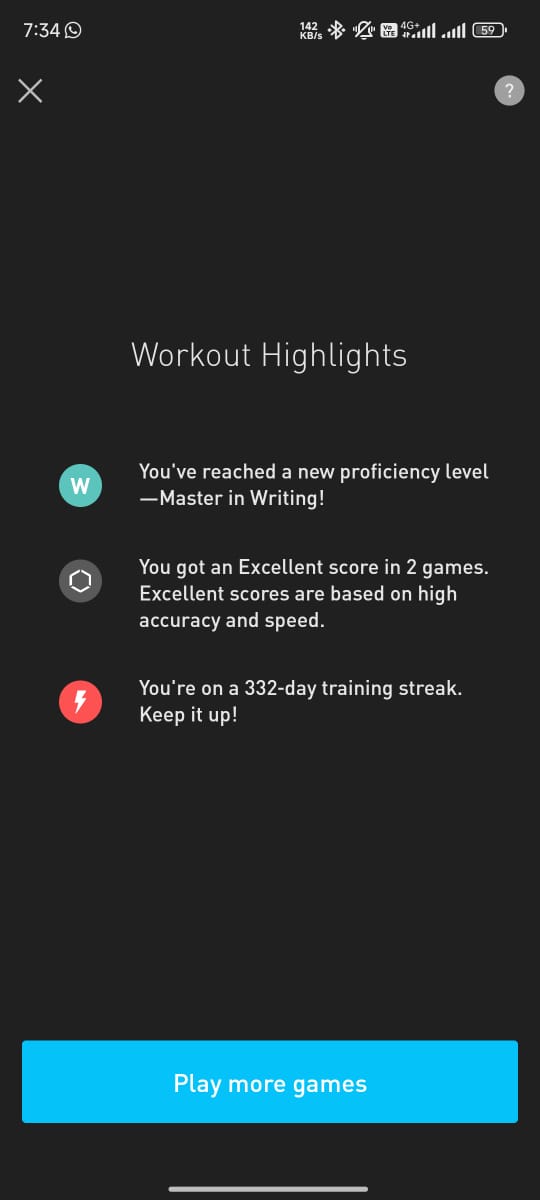 7:34
142
KB/s
Vo
LTE
4G+
59
?
Workout Highlights
W
You've reached a new proficiency level
—Master in Writing!
You got an Excellent score in 2 games.
Excellent scores are based on high
accuracy and speed.
You're on a 332-day training streak.
Keep it up!
Play more games